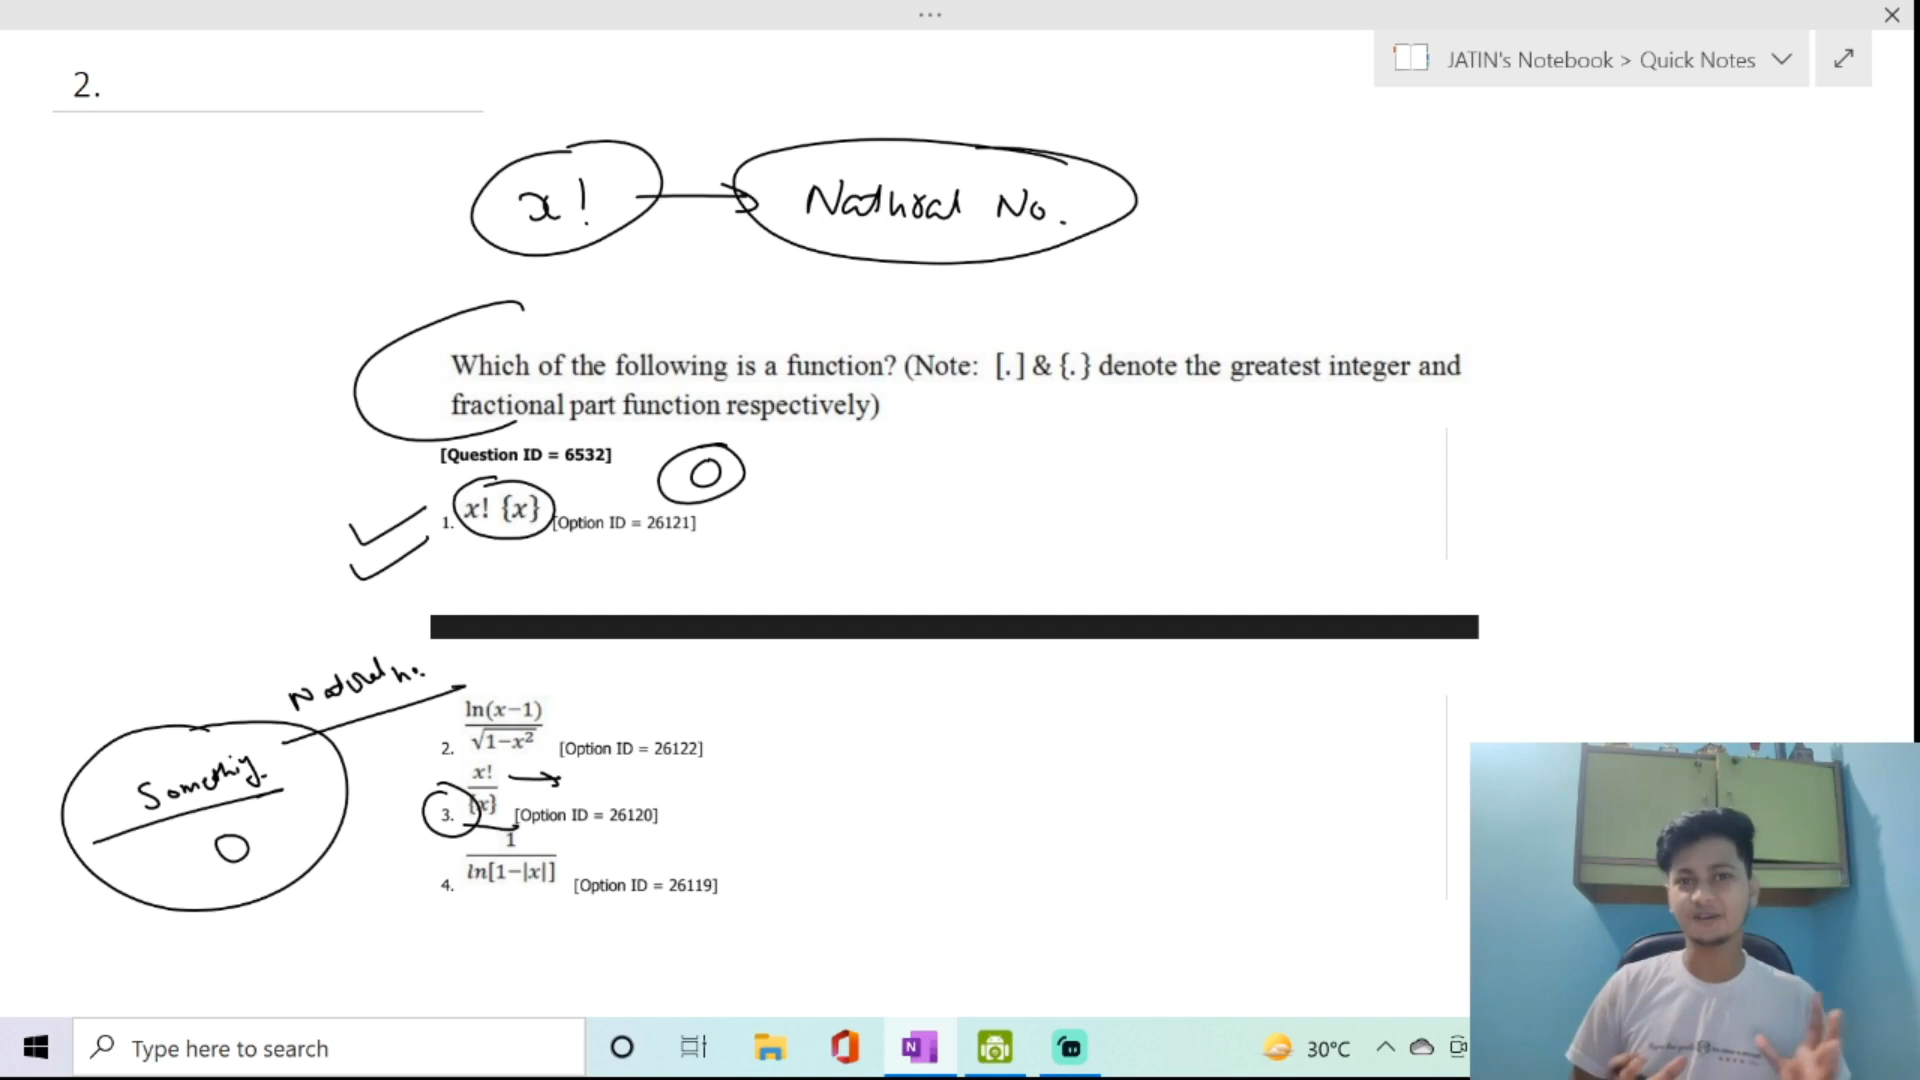 JATIN's Notebook > Quick Notes
2.
x! → Natural No.
Which of the following is a function? (Note: [.] & {.} denote the greatest integer and
fractional part function respectively)
[Question ID = 6532]
0
1. x! {x} [Option ID = 26121]
Natural no.
Something
0
2. ln(x−1) / √1−x² [Option ID = 26122]
3. x! / {x} [Option ID = 26120]
4. 1 / ln[1−|x|] [Option ID = 26119]
Type here to search
30°C